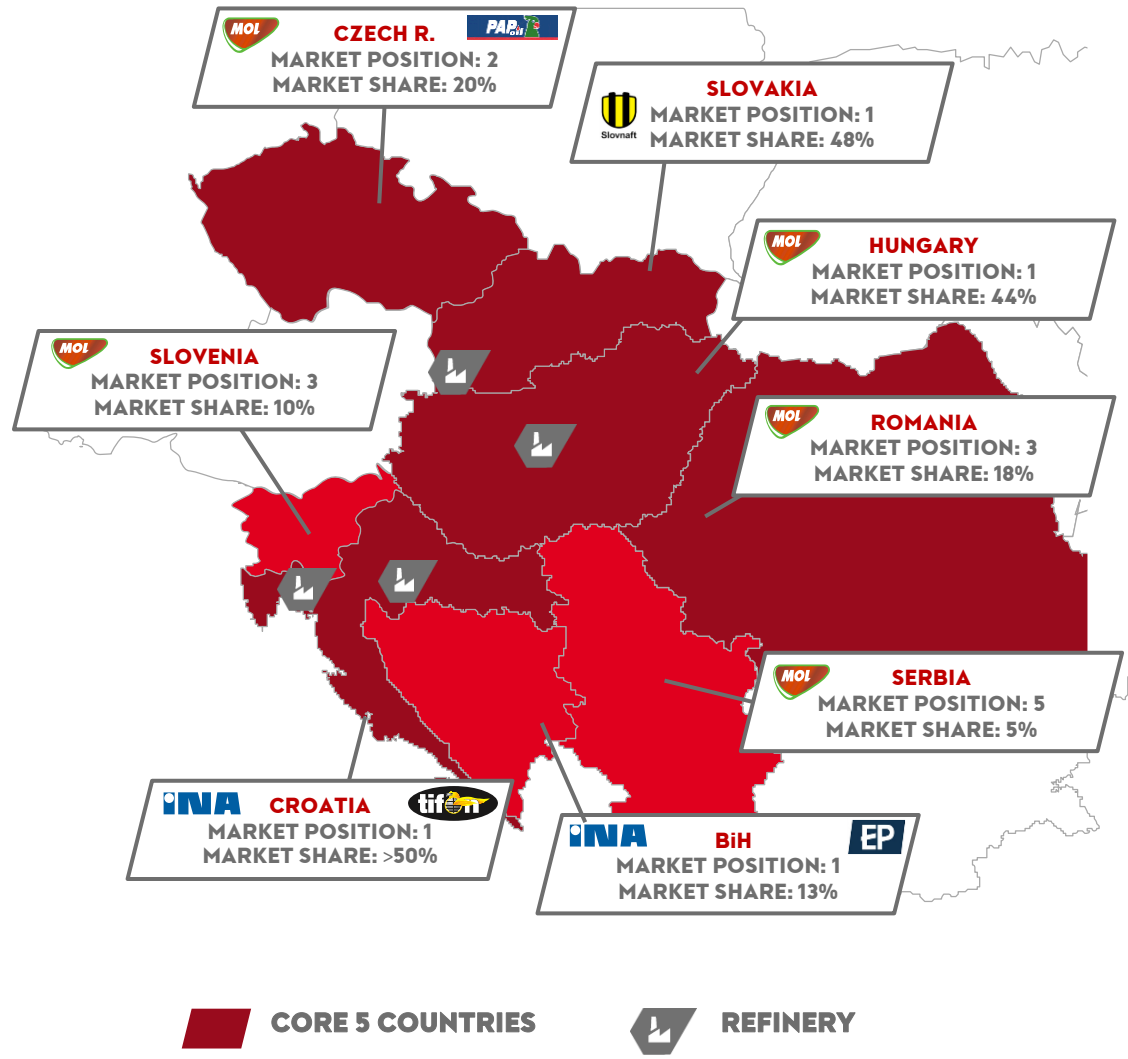 MOL
PAP oil
CZECH R.
MARKET POSITION: 2
MARKET SHARE: 20%
Slovnaft
SLOVAKIA
MARKET POSITION: 1
MARKET SHARE: 48%
MOL
HUNGARY
MARKET POSITION: 1
MARKET SHARE: 44%
MOL
SLOVENIA
MARKET POSITION: 3
MARKET SHARE: 10%
MOL
ROMANIA
MARKET POSITION: 3
MARKET SHARE: 18%
MOL
SERBIA
MARKET POSITION: 5
MARKET SHARE: 5%
INA CROATIA tifon
MARKET POSITION: 1
MARKET SHARE: >50%
INA BiH EP
MARKET POSITION: 1
MARKET SHARE: 13%
CORE 5 COUNTRIES
REFINERY